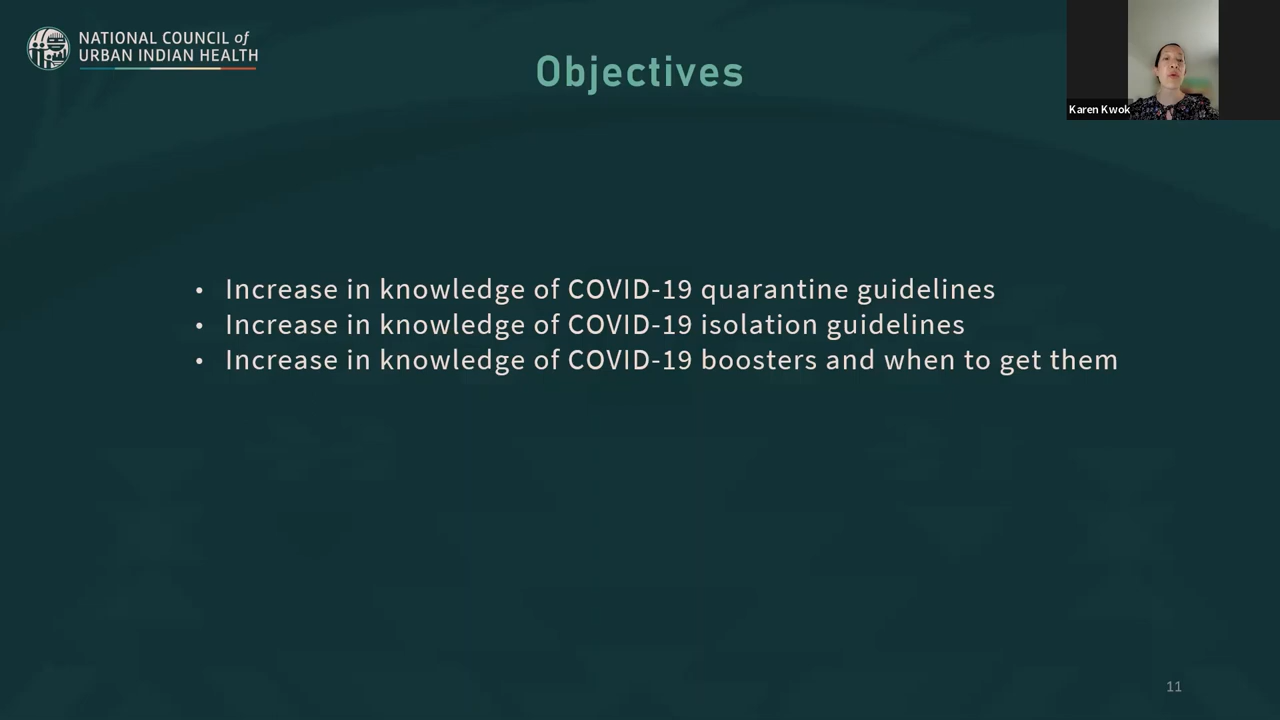 NATIONAL COUNCIL of
URBAN INDIAN HEALTH
Objectives
Karen Kwok
• Increase in knowledge of COVID-19 quarantine guidelines
• Increase in knowledge of COVID-19 isolation guidelines
• Increase in knowledge of COVID-19 boosters and when to get them
11